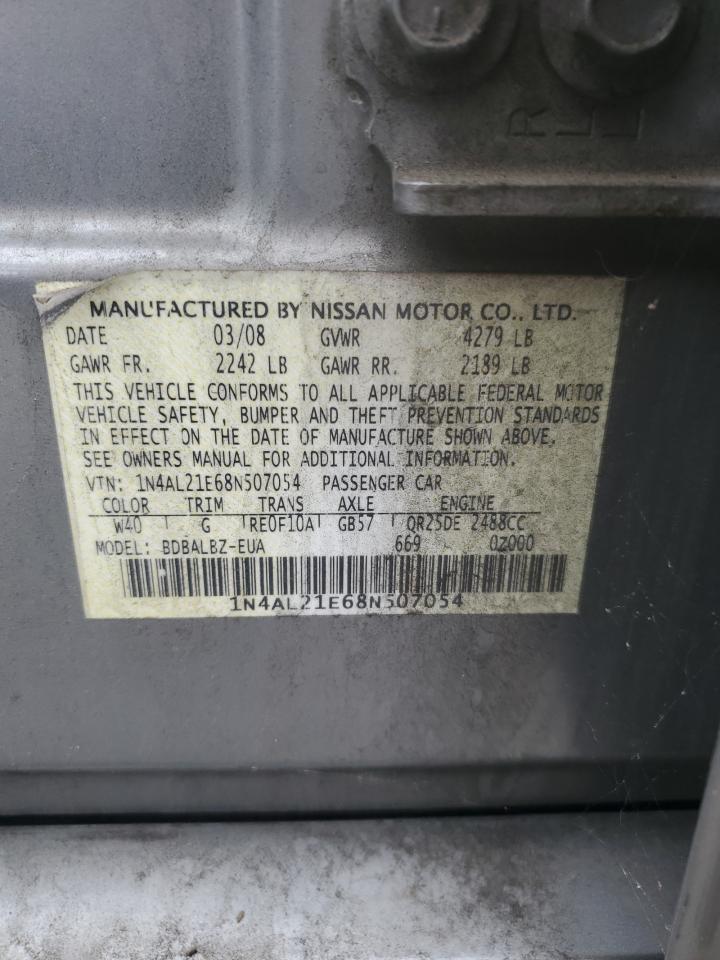 R
L L
MANUFACTURED BY NISSAN MOTOR CO., LTD.
DATE 03/08 GVWR 4279 LB
GAWR FR. 2242 LB GAWR RR. 2189 LB
THIS VEHICLE CONFORMS TO ALL APPLICABLE FEDERAL MOTOR
VEHICLE SAFETY, BUMPER AND THEFT PREVENTION STANDARDS
IN EFFECT ON THE DATE OF MANUFACTURE SHOWN ABOVE.
SEE OWNERS MANUAL FOR ADDITIONAL INFORMATION.
VIN: 1N4AL21E68N507054 PASSENGER CAR
COLOR TRIM TRANS AXLE ENGINE
W40 G RE0F10A GB57 QR25DE 2488CC
MODEL: BDBALBZ-EUA 669 0Z000
1N4AL21E68N507054